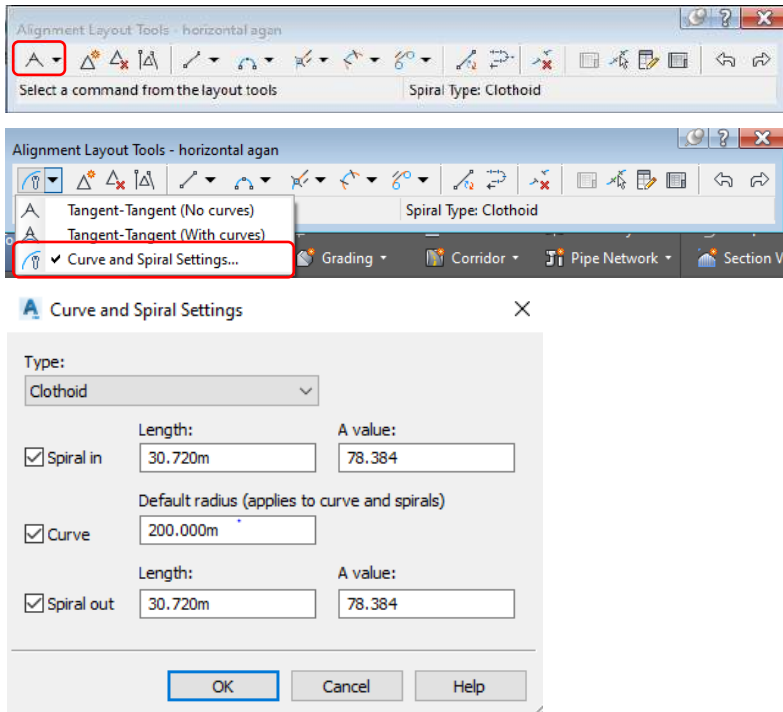 Alignment Layout Tools - horizontal agan
Select a command from the layout tools
Spiral Type: Clothoid
Alignment Layout Tools - horizontal agan
Tangent-Tangent (No curves)
Spiral Type: Clothoid
Tangent-Tangent (With curves)
Curve and Spiral Settings...
Grading
Corridor
Pipe Network
Section V
Curve and Spiral Settings
Type:
Clothoid
Length: A value:
Spiral in 30.720m 78.384
Default radius (applies to curve and spirals)
Curve 200.000m
Length: A value:
Spiral out 30.720m 78.384
OK Cancel Help